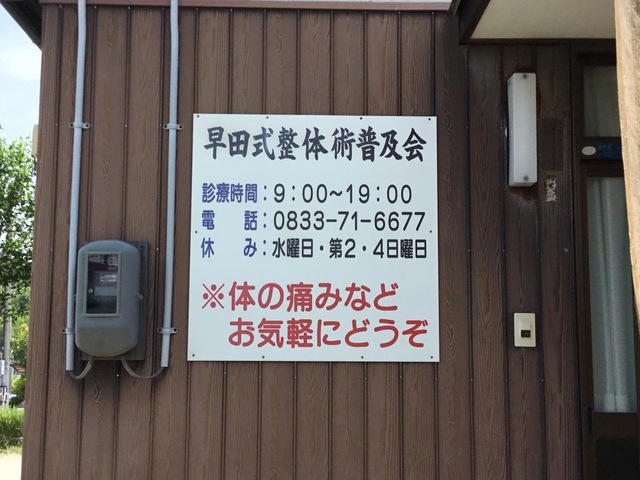 早田式整体術普及会
診療時間：9：00～19：00
電話：0833-71-6677
休み：水曜日・第2・4日曜日
※体の痛みなど
お気軽にどうぞ